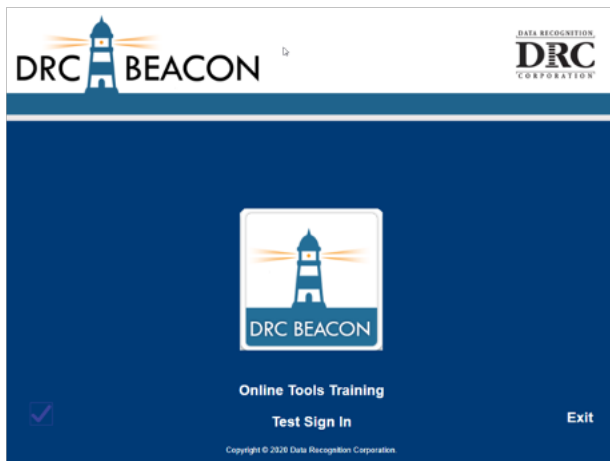 DRC BEACON
DATA RECOGNITION
DRC
CORPORATION
DRC BEACON
Online Tools Training
Test Sign In
Exit
Copyright © 2020 Data Recognition Corporation.